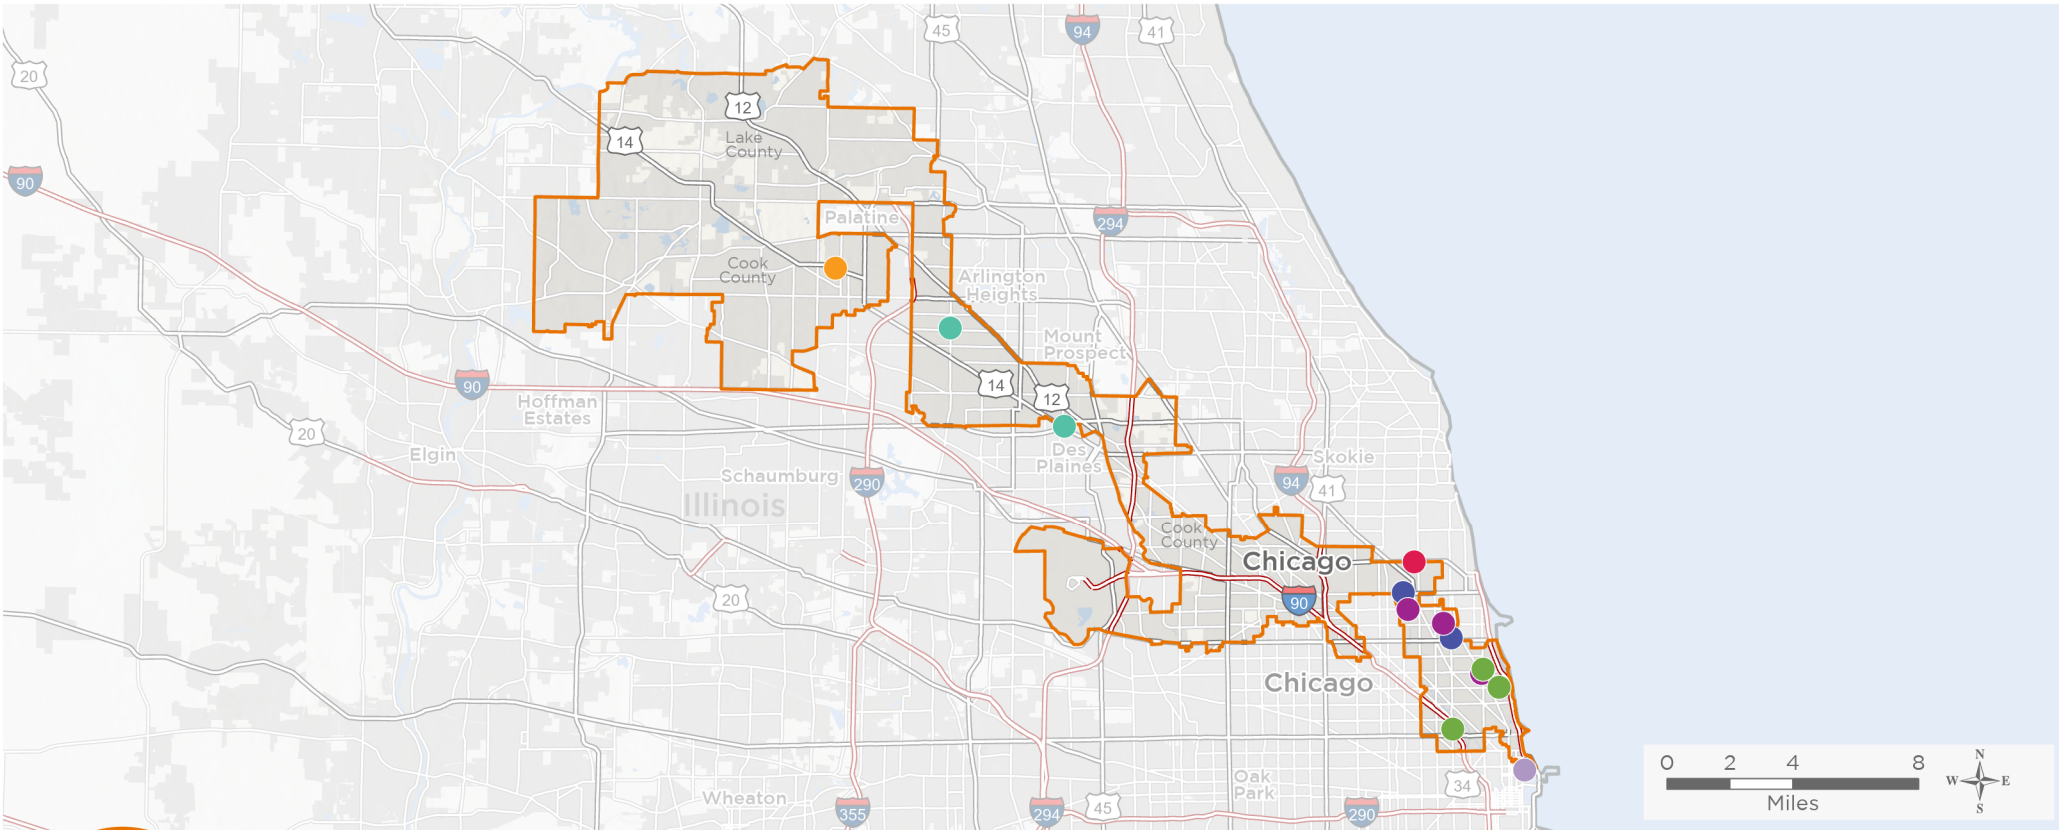 45
94
41
20
12
14
Lake
County
90
Palatine
294
Cook
County
Arlington
Heights
Mount
Prospect
90
14
12
Hoffman
Estates
20
Elgin
Des
Plaines
Skokie
Schaumburg
290
94
41
Illinois
Cook
County
Chicago
20
90
Chicago
0 2 4 8
Miles
N
W E
S
Oak
Park
34
Wheaton
355
294
45
290